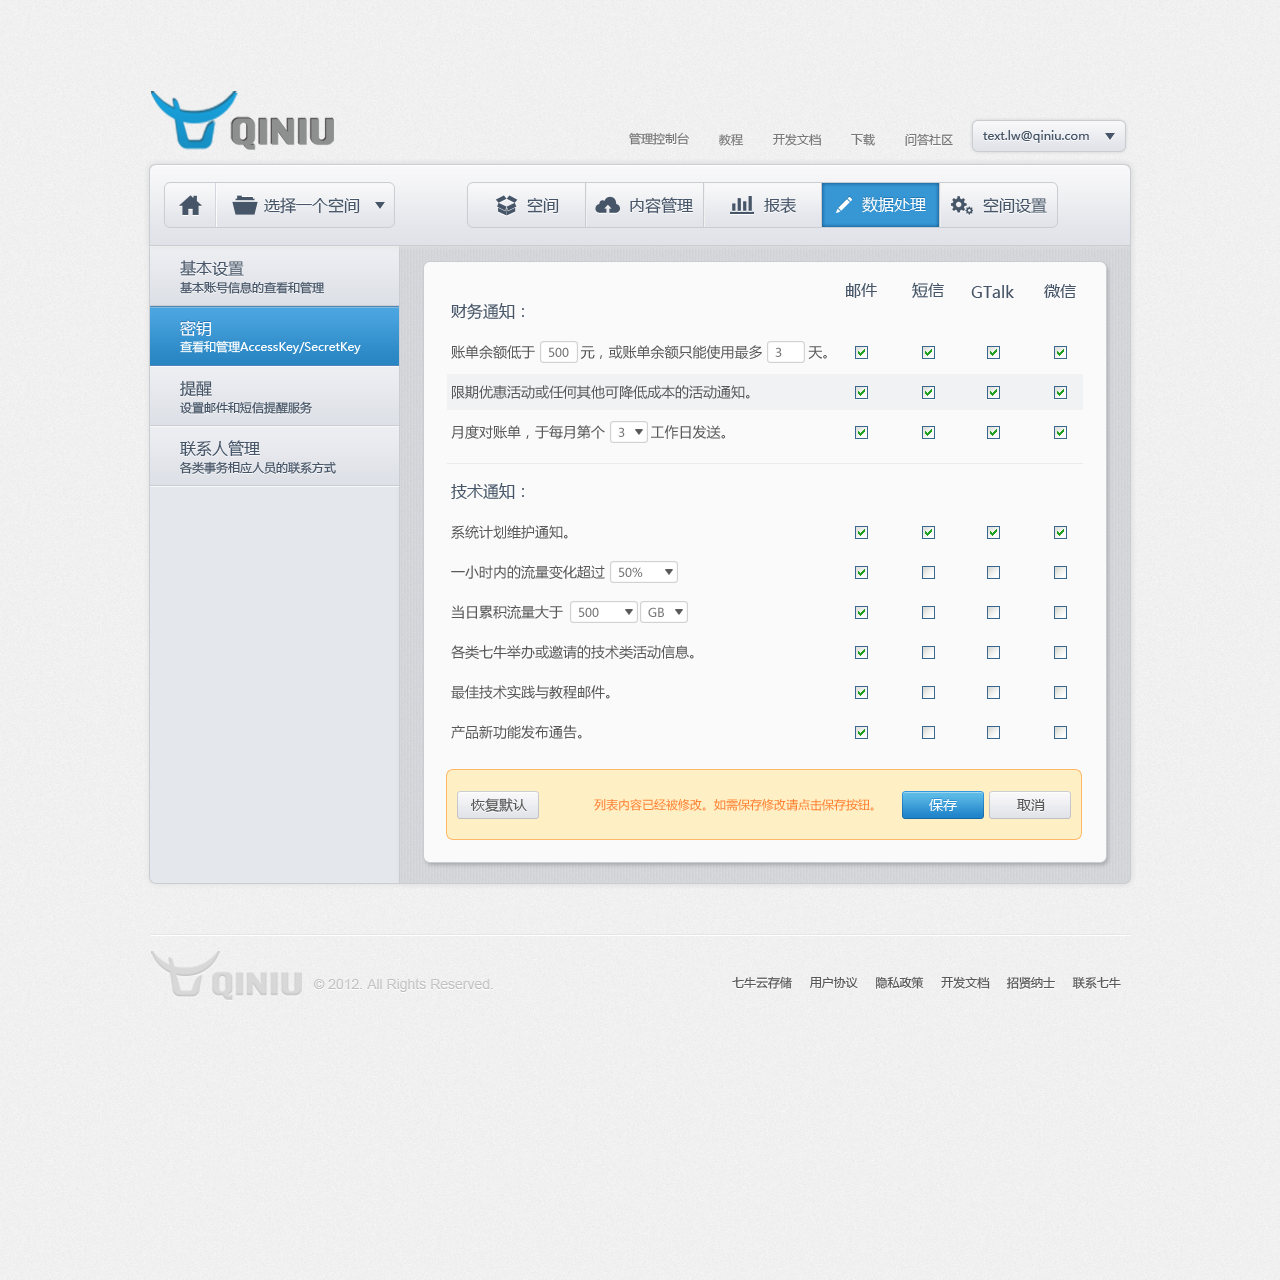 QINIU
管理控制台 教程 开发文档 下载 问答社区 text.lw@qiniu.com
选择一个空间 空间 内容管理 报表 数据处理 空间设置
基本设置
基本账号信息的查看和管理
密钥
查看和管理AccessKey/SecretKey
提醒
设置邮件和短信提醒服务
联系人管理
各类事务相应人员的联系方式
邮件 短信 GTalk 微信
财务通知：
账单余额低于 500 元，或账单余额只能使用最多 3 天。
限期优惠活动或任何其他可降低成本的活动通知。
月度对账单，于每月第个 3 工作日发送。
技术通知：
系统计划维护通知。
一小时内的流量变化超过 50%
当日累积流量大于 500 GB
各类七牛举办或邀请的技术类活动信息。
最佳技术实践与教程邮件。
产品新功能发布通告。
恢复默认 列表内容已经被修改。如需保存修改请点击保存按钮。 保存 取消
QINIU © 2012. All Rights Reserved. 七牛云存储 用户协议 隐私政策 开发文档 招贤纳士 联系七牛